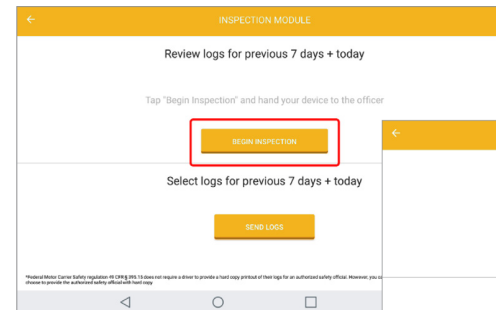 INSPECTION MODULE
Review logs for previous 7 days + today
Tap "Begin Inspection" and hand your device to the officer
BEGIN INSPECTION
Select logs for previous 7 days + today
SEND LOGS
*Federal Motor Carrier Safety regulation 49 CFR§395.15 does not require a driver to provide a hard copy printout of their logs for an authorized safety official. However, you
choose to provide the authorized safety official with hard copy